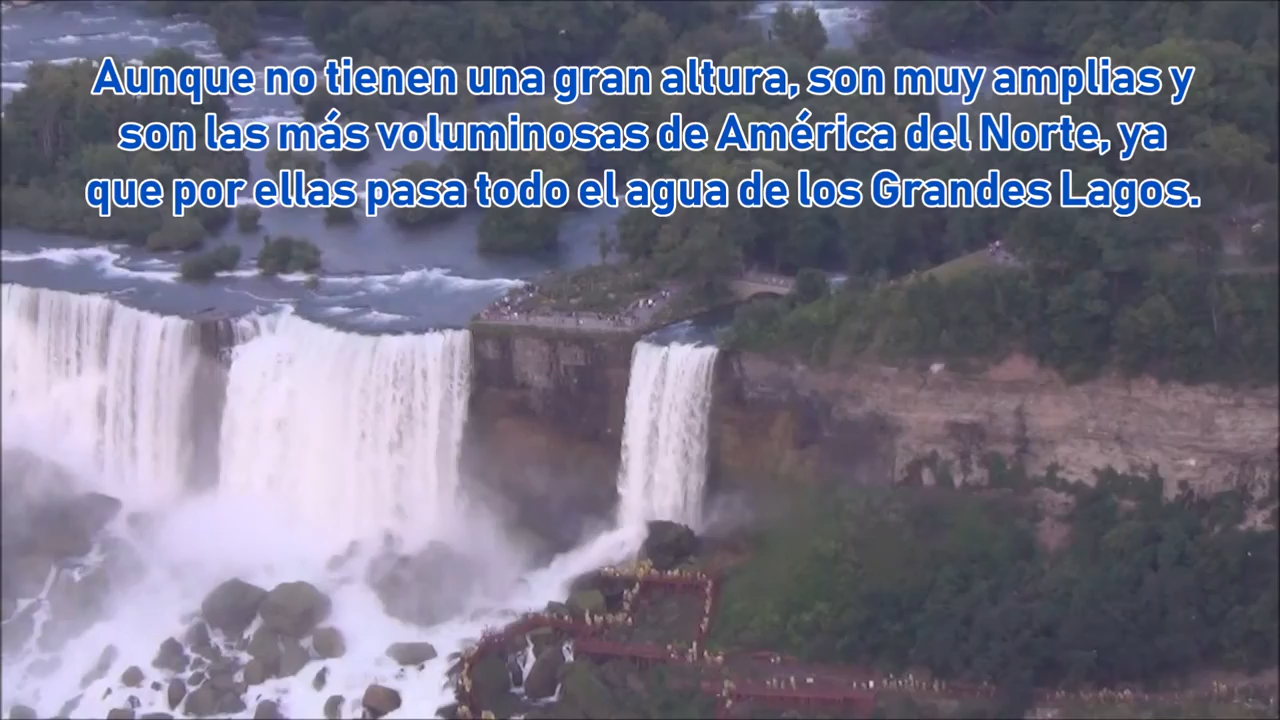 Aunque no tienen una gran altura, son muy amplias y
son las más voluminosas de América del Norte, ya
que por ellas pasa todo el agua de los Grandes Lagos.